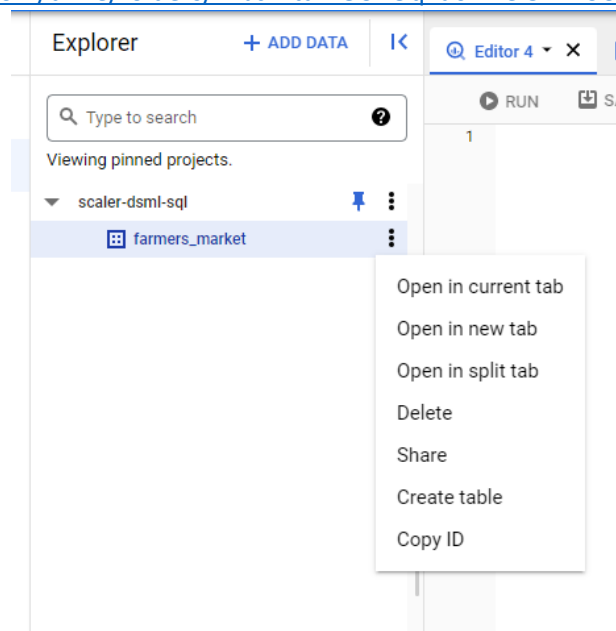 Explorer
+ ADD DATA
Editor 4
Type to search
RUN
Viewing pinned projects.
1
scaler-dsml-sql
farmers_market
Open in current tab
Open in new tab
Open in split tab
Delete
Share
Create table
Copy ID